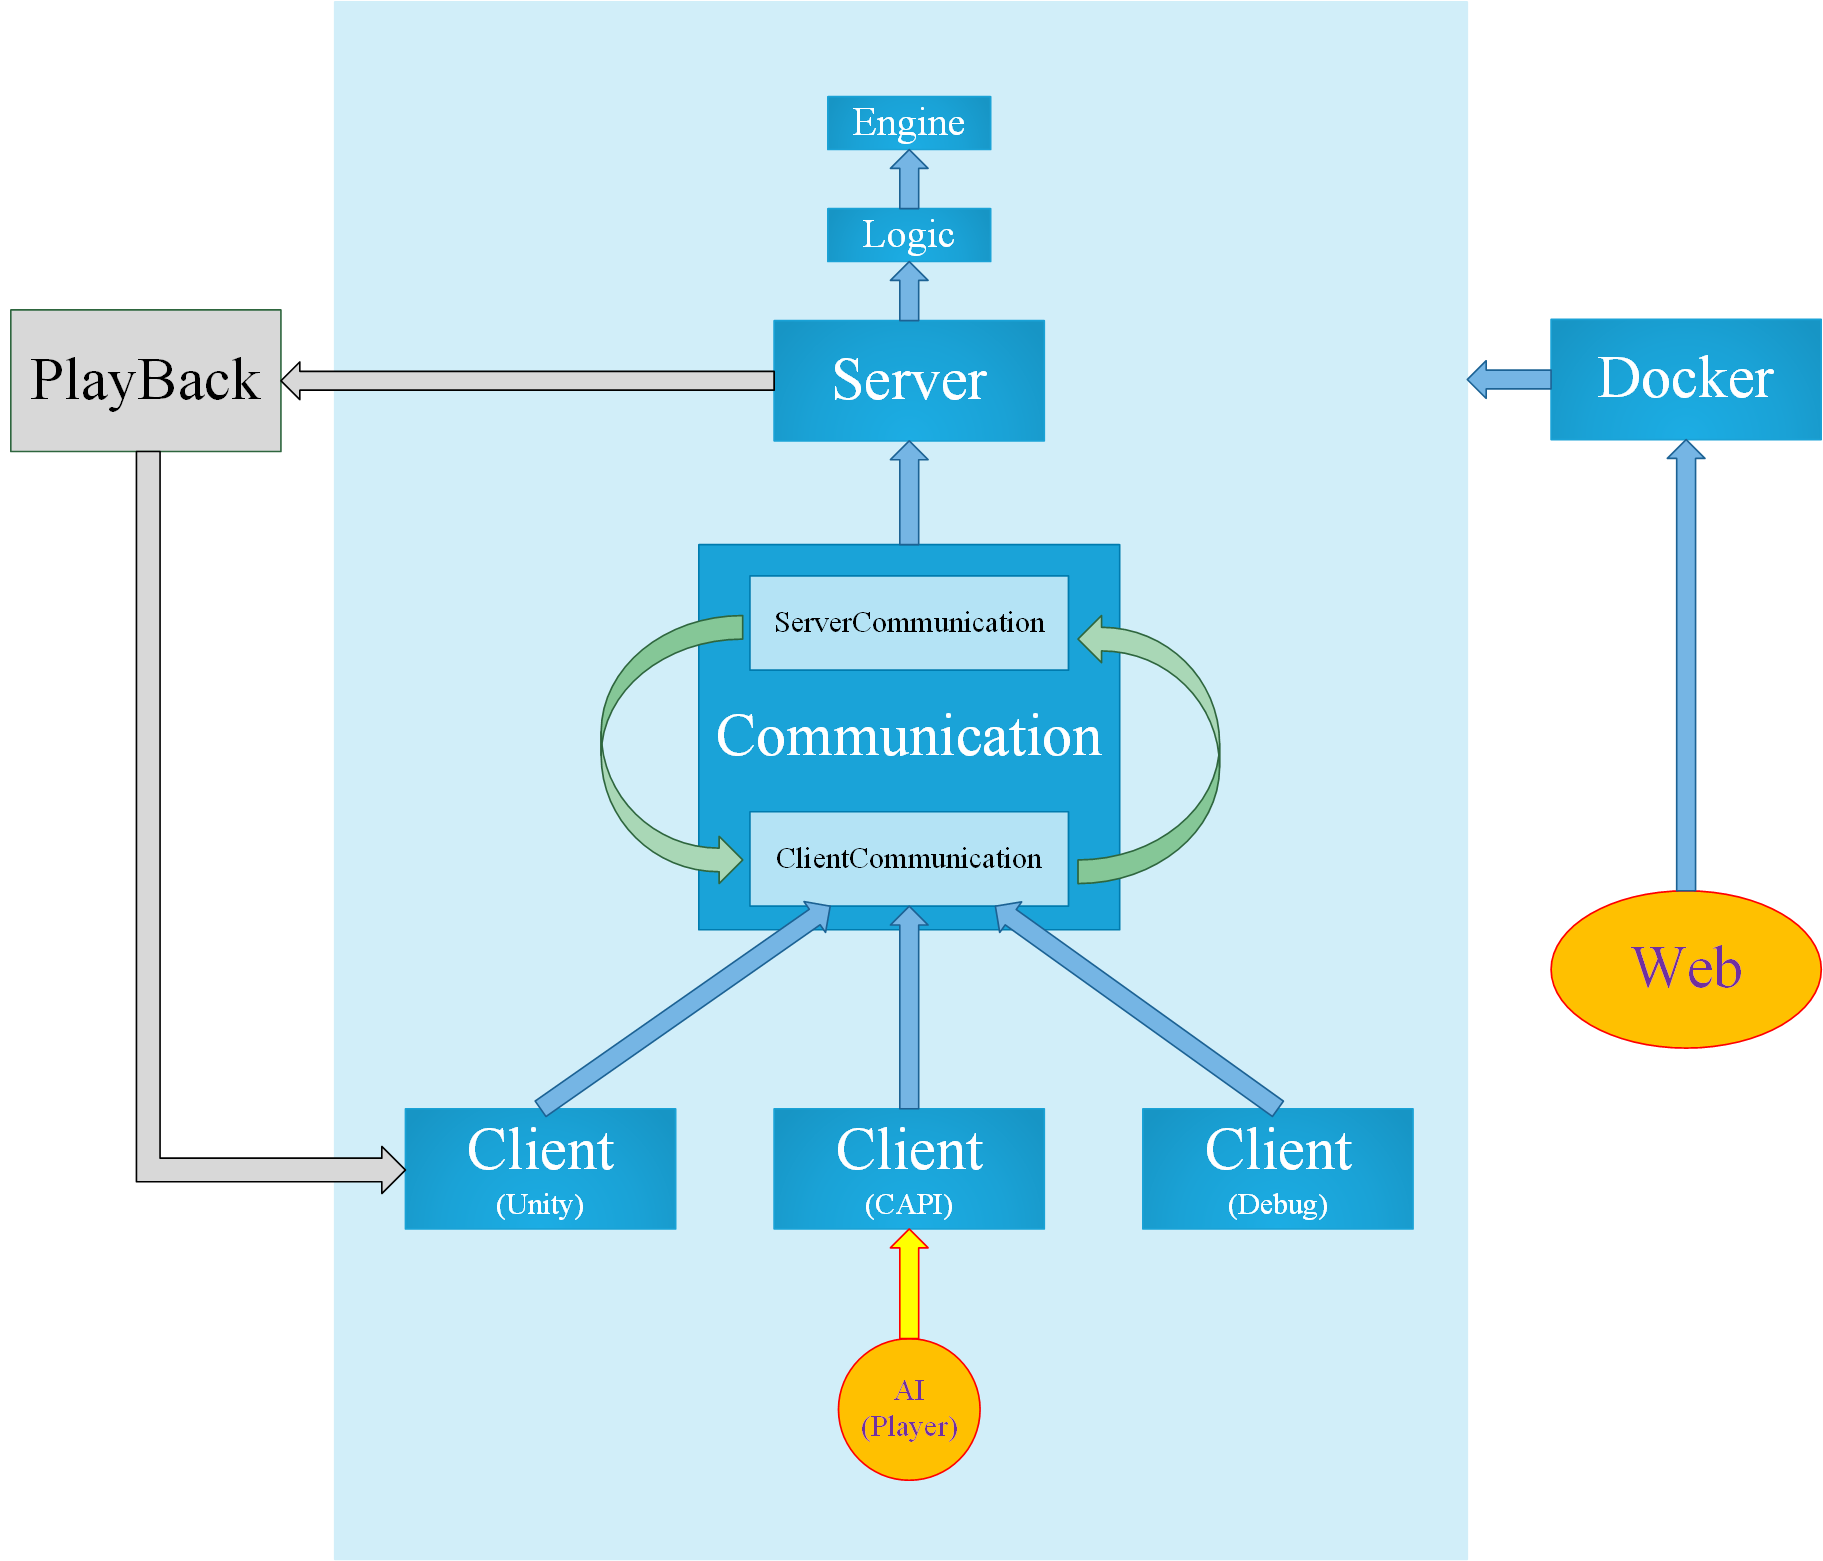 Engine
Logic
PlayBack
Server
Docker
ServerCommunication
Communication
ClientCommunication
Web
Client
(Unity)
Client
(CAPI)
Client
(Debug)
AI
(Player)